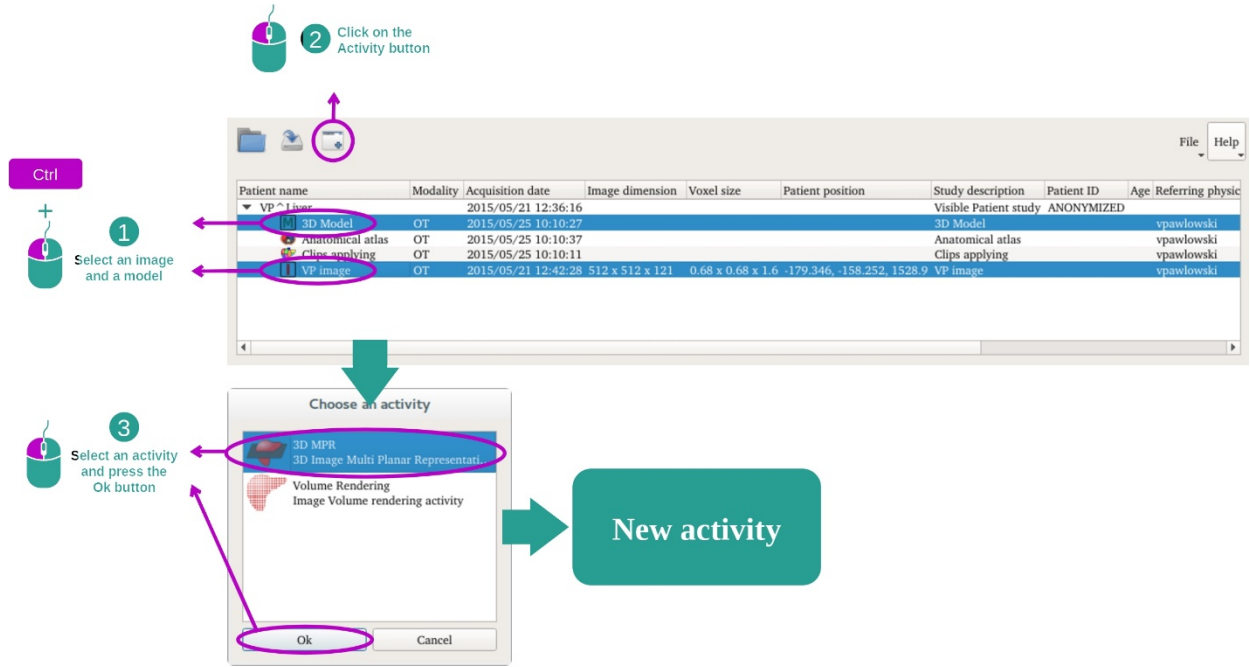 2
Click on the
Activity button
Ctrl
+
1
Select an image
and a model
File
Help
Patient name Modality Acquisition date Image dimension Voxel size Patient position Study description Patient ID Age Referring physic
VP^Liver 2015/05/21 12:36:16 Visible Patient study ANONYMIZED
M 3D Model OT 2015/05/25 10:10:27 3D Model vpawlowski
Anatomical atlas OT 2015/05/25 10:10:37 Anatomical atlas vpawlowski
Clips applying OT 2015/05/25 10:10:11 Clips applying vpawlowski
I VP image OT 2015/05/21 12:42:28 512 x 512 x 121 0.68 x 0.68 x 1.6 -179.346, -158.252, 1528.9 VP image vpawlowski
Choose an activity
3
Select an activity
and press the
Ok button
3D MPR
3D Image Multi Planar Representati...
Volume Rendering
Image Volume rendering activity
New activity
Ok
Cancel